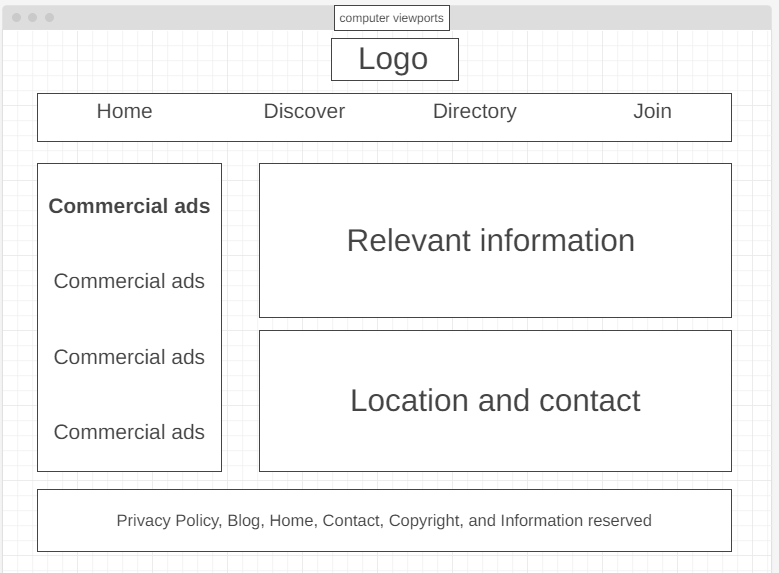 computer viewports
Logo
Home Discover Directory Join
Commercial ads
Commercial ads
Commercial ads
Commercial ads
Relevant information
Location and contact
Privacy Policy, Blog, Home, Contact, Copyright, and Information reserved